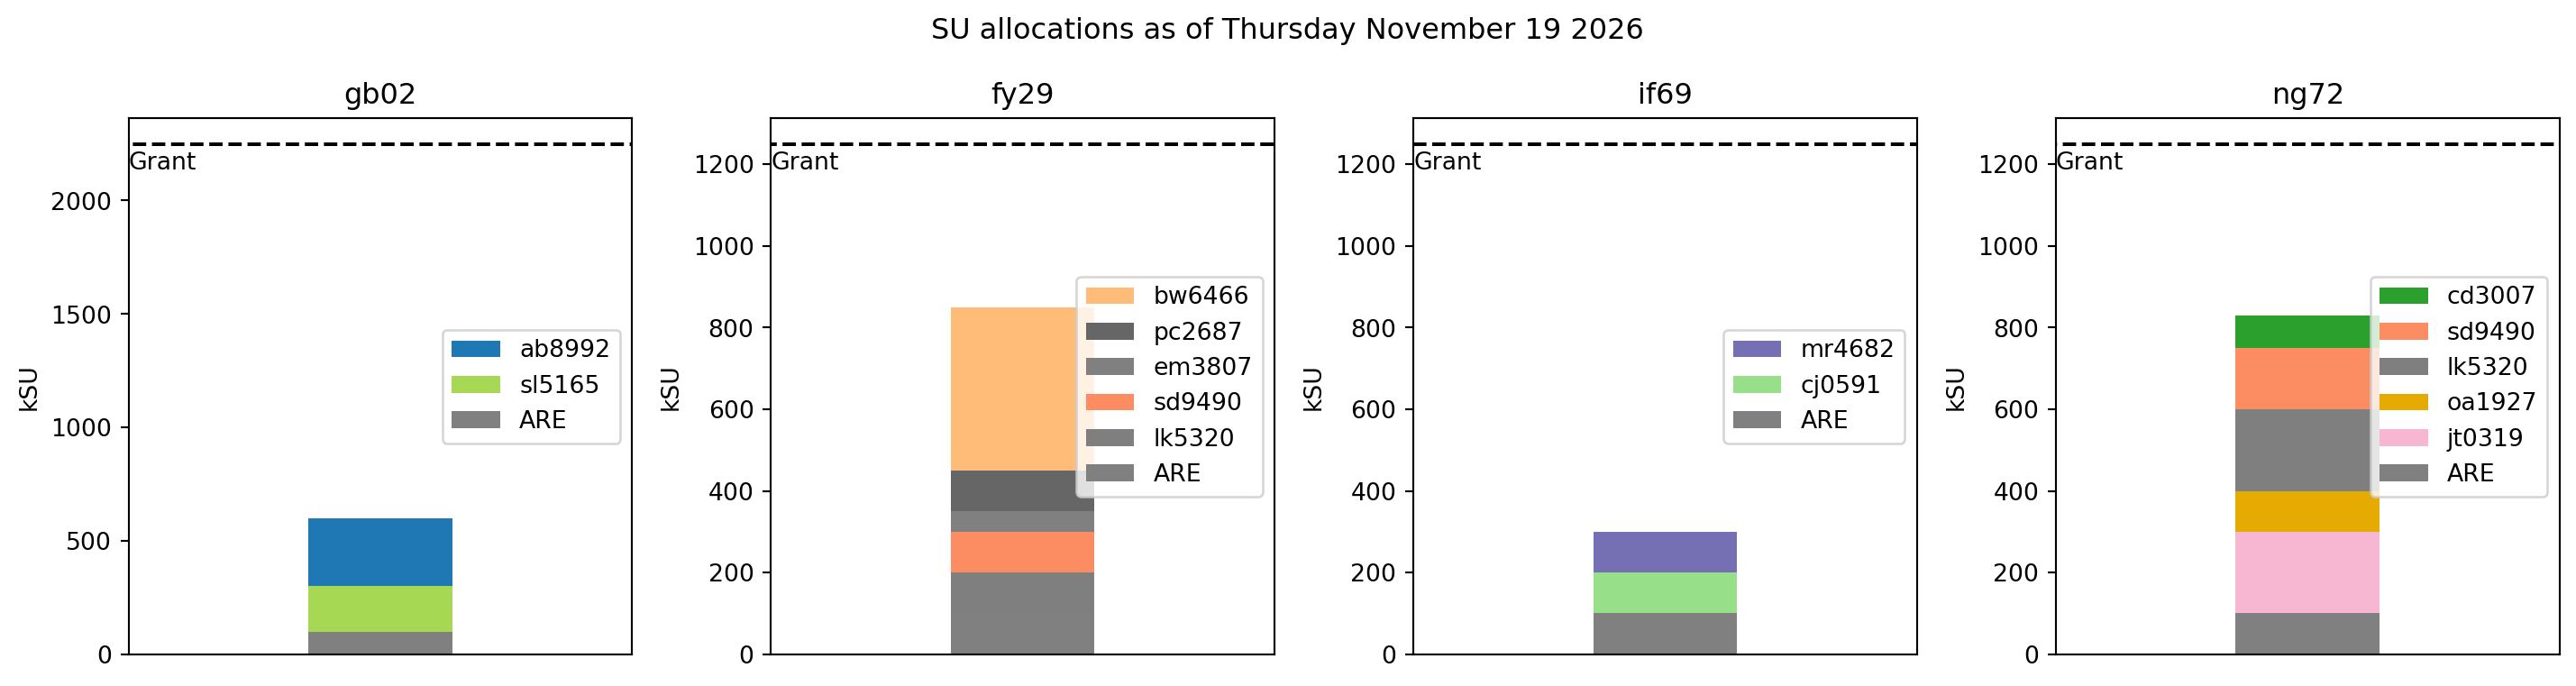 SU allocations as of Thursday November 19 2026
gb02
Grant
2000
1500
1000
500
0
kSU
ab8992
sl5165
ARE
fy29
Grant
1200
1000
800
600
400
200
0
kSU
bw6466
pc2687
em3807
sd9490
lk5320
ARE
if69
Grant
1200
1000
800
600
400
200
0
kSU
mr4682
cj0591
ARE
ng72
Grant
1200
1000
800
600
400
200
0
kSU
cd3007
sd9490
lk5320
oa1927
jt0319
ARE